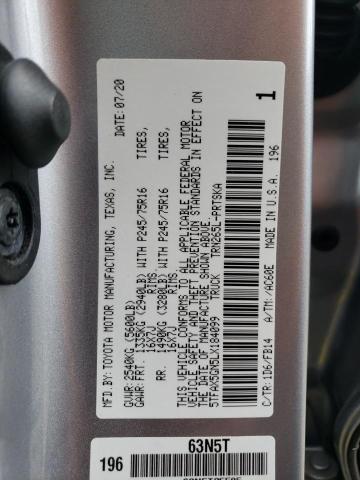 MFD. BY: TOYOTA MOTOR MANUFACTURING, TEXAS, INC. DATE: 07/20
GVWR: 2540KG (5600LB)
GAWR: FRT. 1335KG (2940LB) WITH P245/75R16 TIRES,
16X7J RIMS
RR. 1490KG (3280LB) WITH P245/75R16 TIRES,
16X7J RIMS
THIS VEHICLE CONFORMS TO ALL APPLICABLE FEDERAL MOTOR
VEHICLE SAFETY AND THEFT PREVENTION STANDARDS IN EFFECT ON
THE DATE OF MANUFACTURE SHOWN ABOVE.
5TFAX5GN5LX184099 TRUCK TRN265L-PRTSKA
C/TR: 1D6/FB14 A/TM: /AC60E MADE IN U.S.A. 196
1
196 63N5T